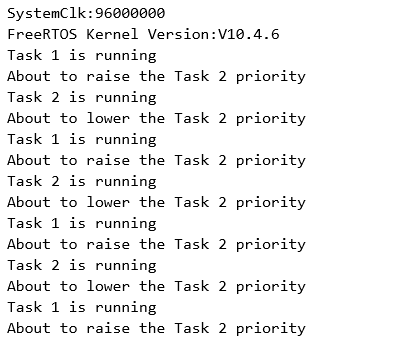 SystemClk:96000000
FreeRTOS Kernel Version:V10.4.6
Task 1 is running
About to raise the Task 2 priority
Task 2 is running
About to lower the Task 2 priority
Task 1 is running
About to raise the Task 2 priority
Task 2 is running
About to lower the Task 2 priority
Task 1 is running
About to raise the Task 2 priority
Task 2 is running
About to lower the Task 2 priority
Task 1 is running
About to raise the Task 2 priority